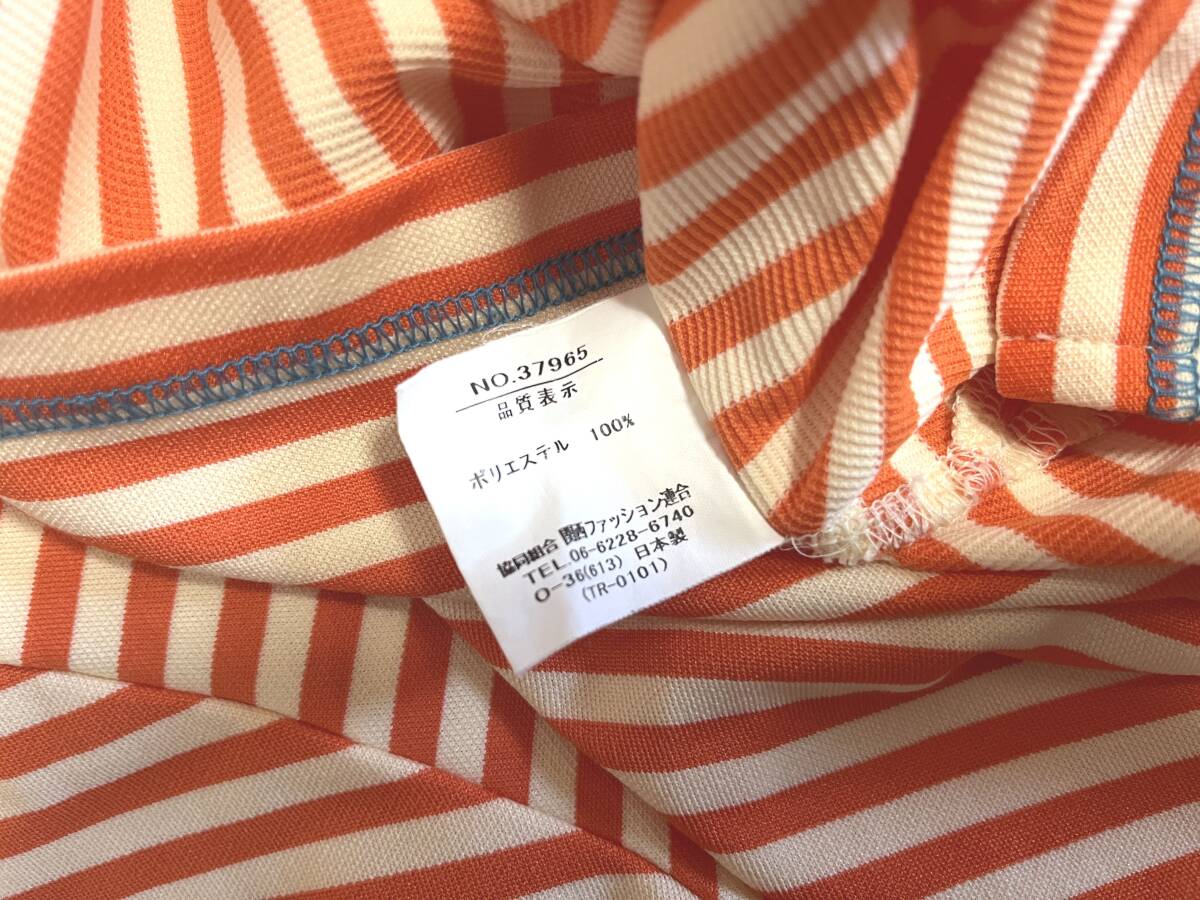 NO.37965
品質表示
ポリエステル 100%
協同組合 関西ファッション連合
TEL.06-6228-6740
O-36(613) 日本製
(TR-0101)